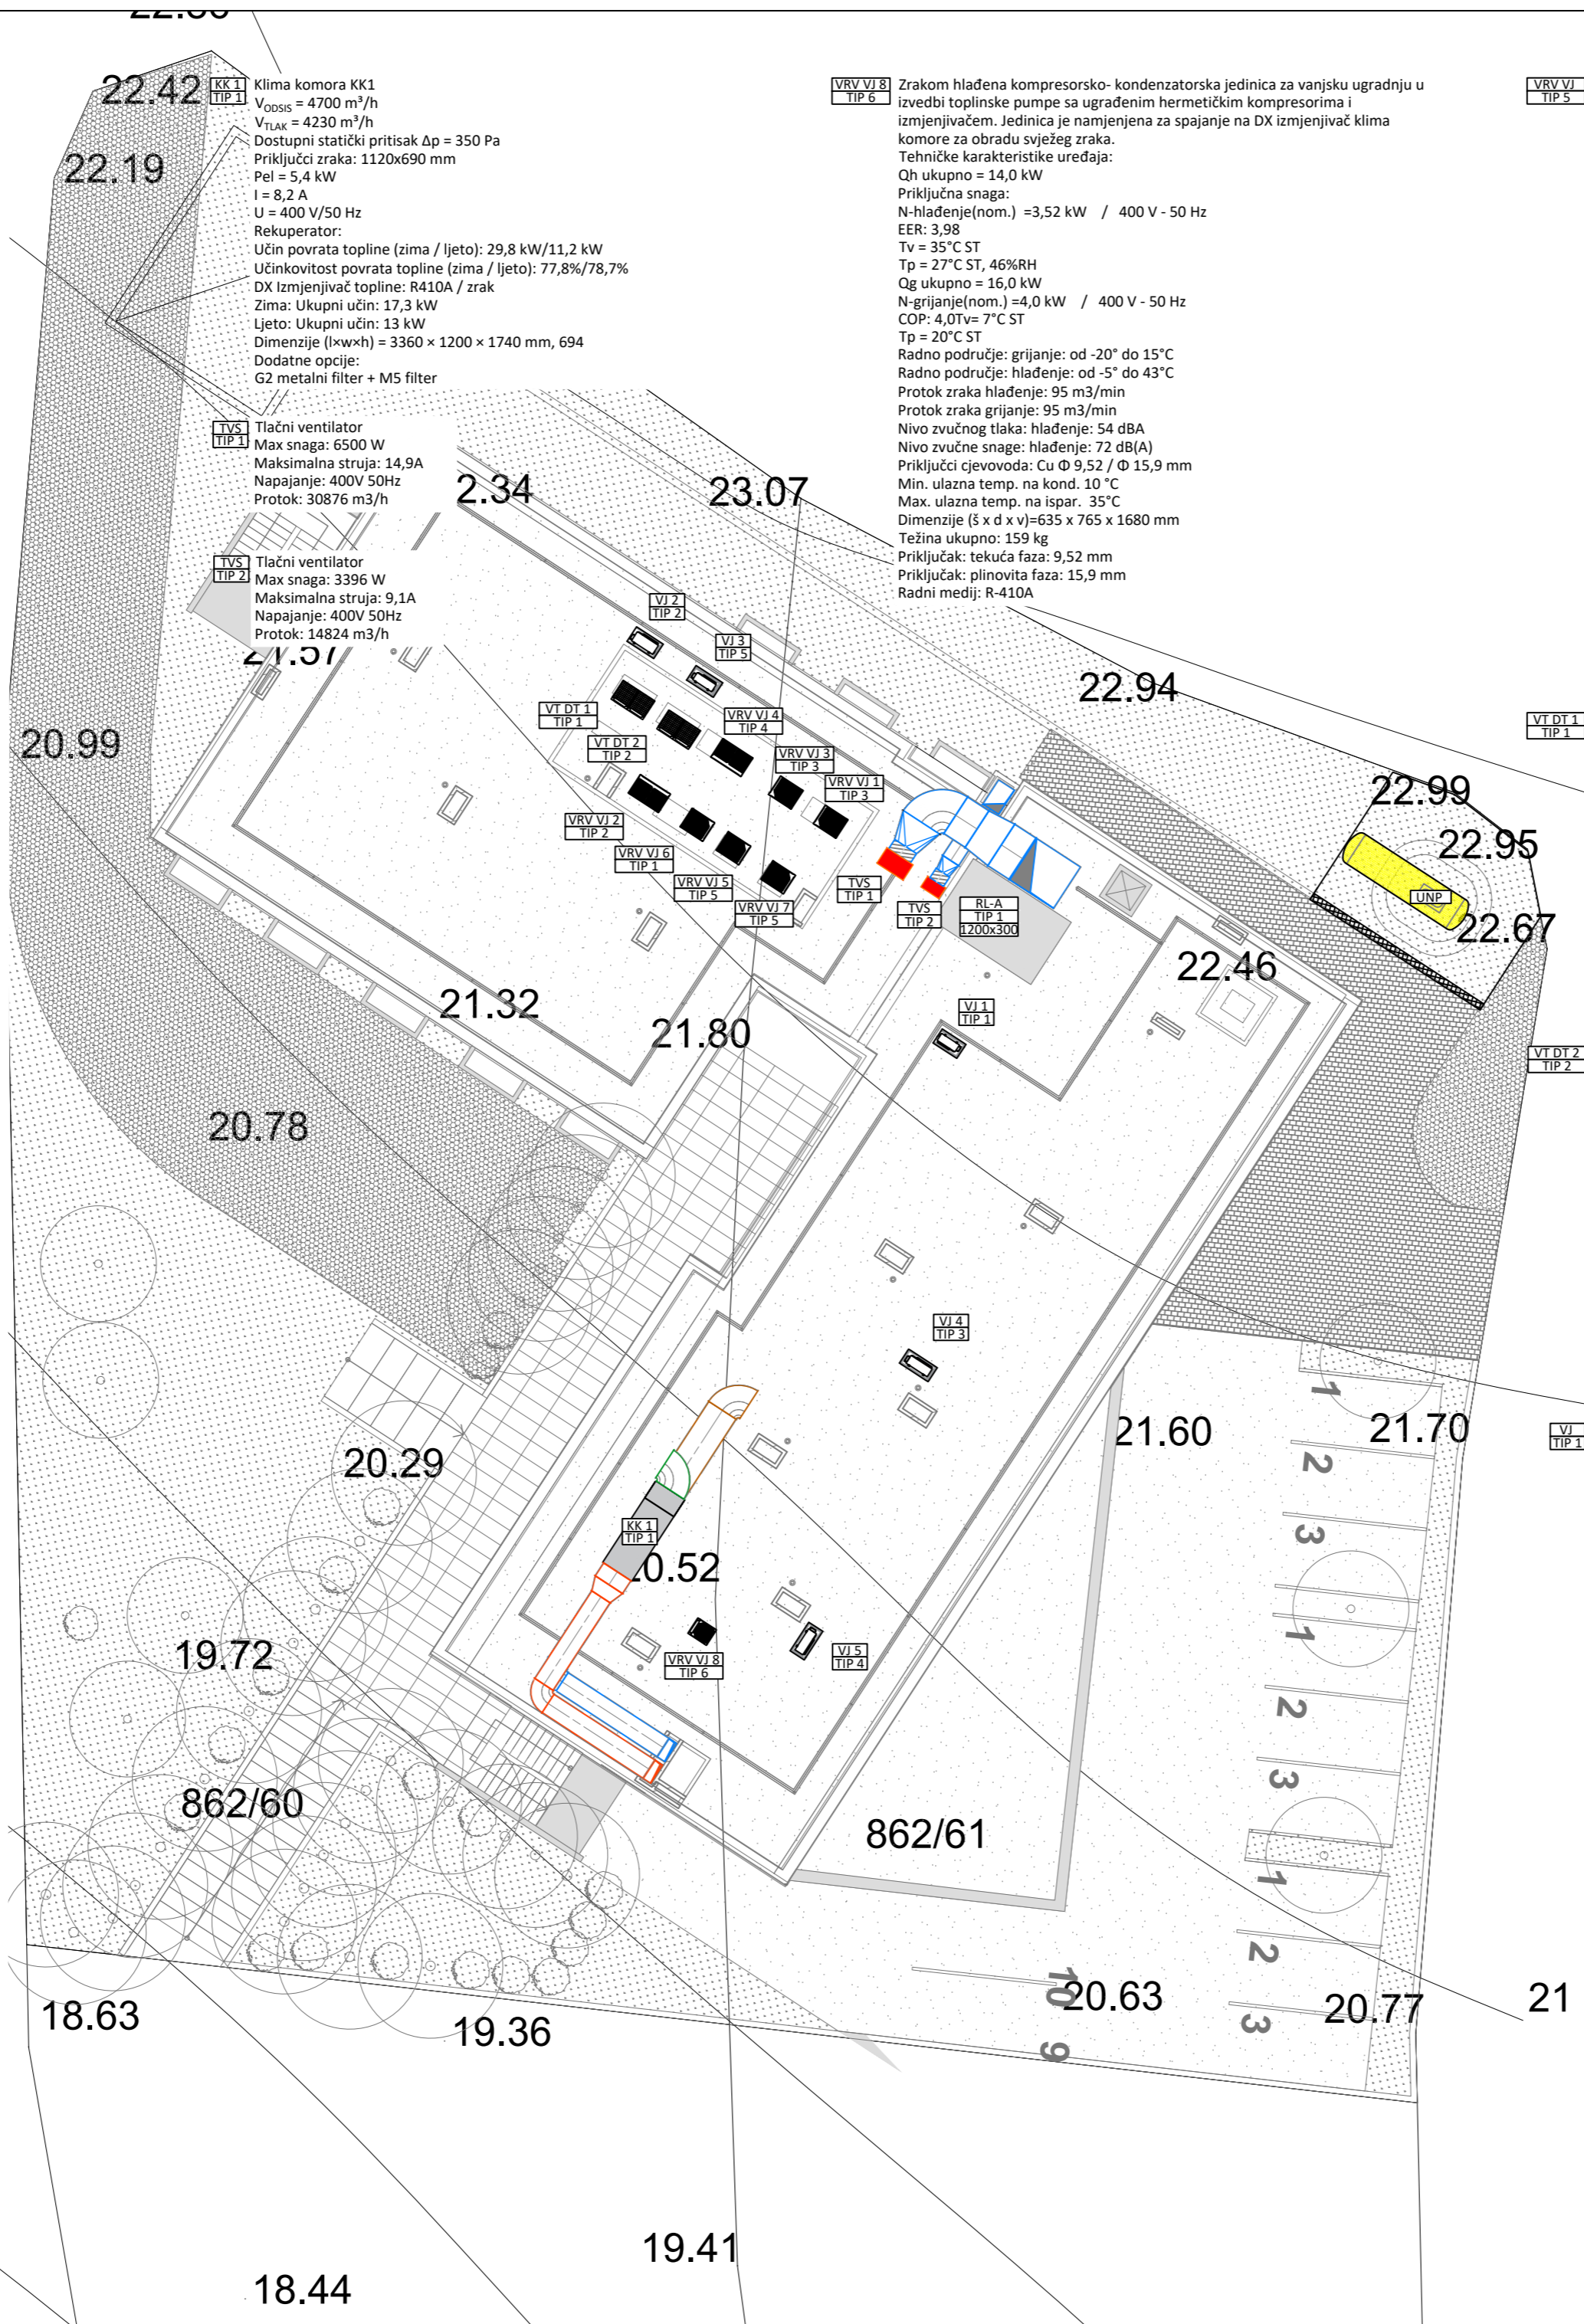 22.42
22.19
KK 1
TIP 1
Klima komora KK1
VODSIS = 4700 m³/h
VTLAK = 4230 m³/h
Dostupni statički pritisak Δp = 350 Pa
Priključci zraka: 1120x690 mm
Pel = 5,4 kW
I = 8,2 A
U = 400 V/50 Hz
Rekuperator:
Učin povrata topline (zima / ljeto): 29,8 kW/11,2 kW
Učinkovitost povrata topline (zima / ljeto): 77,8%/78,7%
DX Izmjenjivač topline: R410A / zrak
Zima: Ukupni učin: 17,3 kW
Ljeto: Ukupni učin: 13 kW
Dimenzije (l×w×h) = 3360 × 1200 × 1740 mm, 694
Dodatne opcije:
G2 metalni filter + M5 filter
TVS
TIP 1
Tlačni ventilator
Max snaga: 6500 W
Maksimalna struja: 14,9A
Napajanje: 400V 50Hz
Protok: 30876 m3/h
TVS
TIP 2
Tlačni ventilator
Max snaga: 3396 W
Maksimalna struja: 9,1A
Napajanje: 400V 50Hz
Protok: 14824 m3/h
VRV VJ 8
TIP 6
Zrakom hlađena kompresorsko- kondenzatorska jedinica za vanjsku ugradnju u
izvedbi toplinske pumpe sa ugrađenim hermetičkim kompresorima i
izmjenjivačem. Jedinica je namjenjena za spajanje na DX izmjenjivač klima
komore za obradu svježeg zraka.
Tehničke karakteristike uređaja:
Qh ukupno = 14,0 kW
Priključna snaga:
N-hlađenje(nom.) =3,52 kW / 400 V - 50 Hz
EER: 3,98
Tv = 35°C ST
Tp = 27°C ST, 46%RH
Qg ukupno = 16,0 kW
N-grijanje(nom.) =4,0 kW / 400 V - 50 Hz
COP: 4,0Tv= 7°C ST
Tp = 20°C ST
Radno područje: grijanje: od -20° do 15°C
Radno područje: hlađenje: od -5° do 43°C
Protok zraka hlađenje: 95 m3/min
Protok zraka grijanje: 95 m3/min
Nivo zvučnog tlaka: hlađenje: 54 dBA
Nivo zvučne snage: hlađenje: 72 dB(A)
Priključci cjevovoda: Cu Φ 9,52 / Φ 15,9 mm
Min. ulazna temp. na kond. 10 °C
Max. ulazna temp. na ispar. 35°C
Dimenzije (š x d x v)=635 x 765 x 1680 mm
Težina ukupno: 159 kg
Priključak: tekuća faza: 9,52 mm
Priključak: plinovita faza: 15,9 mm
Radni medij: R-410A
VRV VJ
TIP 5
2.34
23.07
21.57
VJ 2
TIP 2
VJ 3
TIP 5
22.94
20.99
VT DT 1
TIP 1
VRV VJ 4
TIP 4
VT DT 1
TIP 1
VT DT 2
TIP 2
VRV VJ 3
TIP 3
VRV VJ 1
TIP 3
22.99
VRV VJ 2
TIP 2
VRV VJ 6
TIP 1
22.95
VRV VJ 5
TIP 5
VRV VJ 7
TIP 5
TVS
TIP 1
TVS
TIP 2
RL-A
TIP 1
1200x300
UNP
22.67
22.46
21.32
21.80
VJ 1
TIP 1
VT DT 2
TIP 2
20.78
VJ 4
TIP 3
20.29
21.60
21.70
VJ
TIP 1
1
2
3
KK 1
TIP 1
0.52
19.72
VRV VJ 8
TIP 6
VJ 5
TIP 4
1
2
3
862/60
862/61
1
2
3
18.63
19.36
10
9
20.63
20.77
21
19.41
18.44